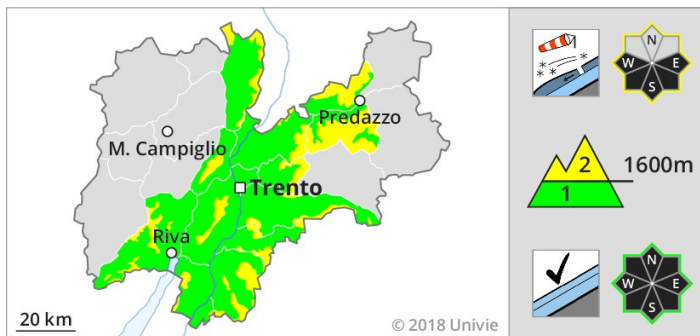 Predazzo
M. Campiglio
Trento
Riva
20 km
© 2018 Univie
N
W E
S
2 1600m
1
N
W E
S